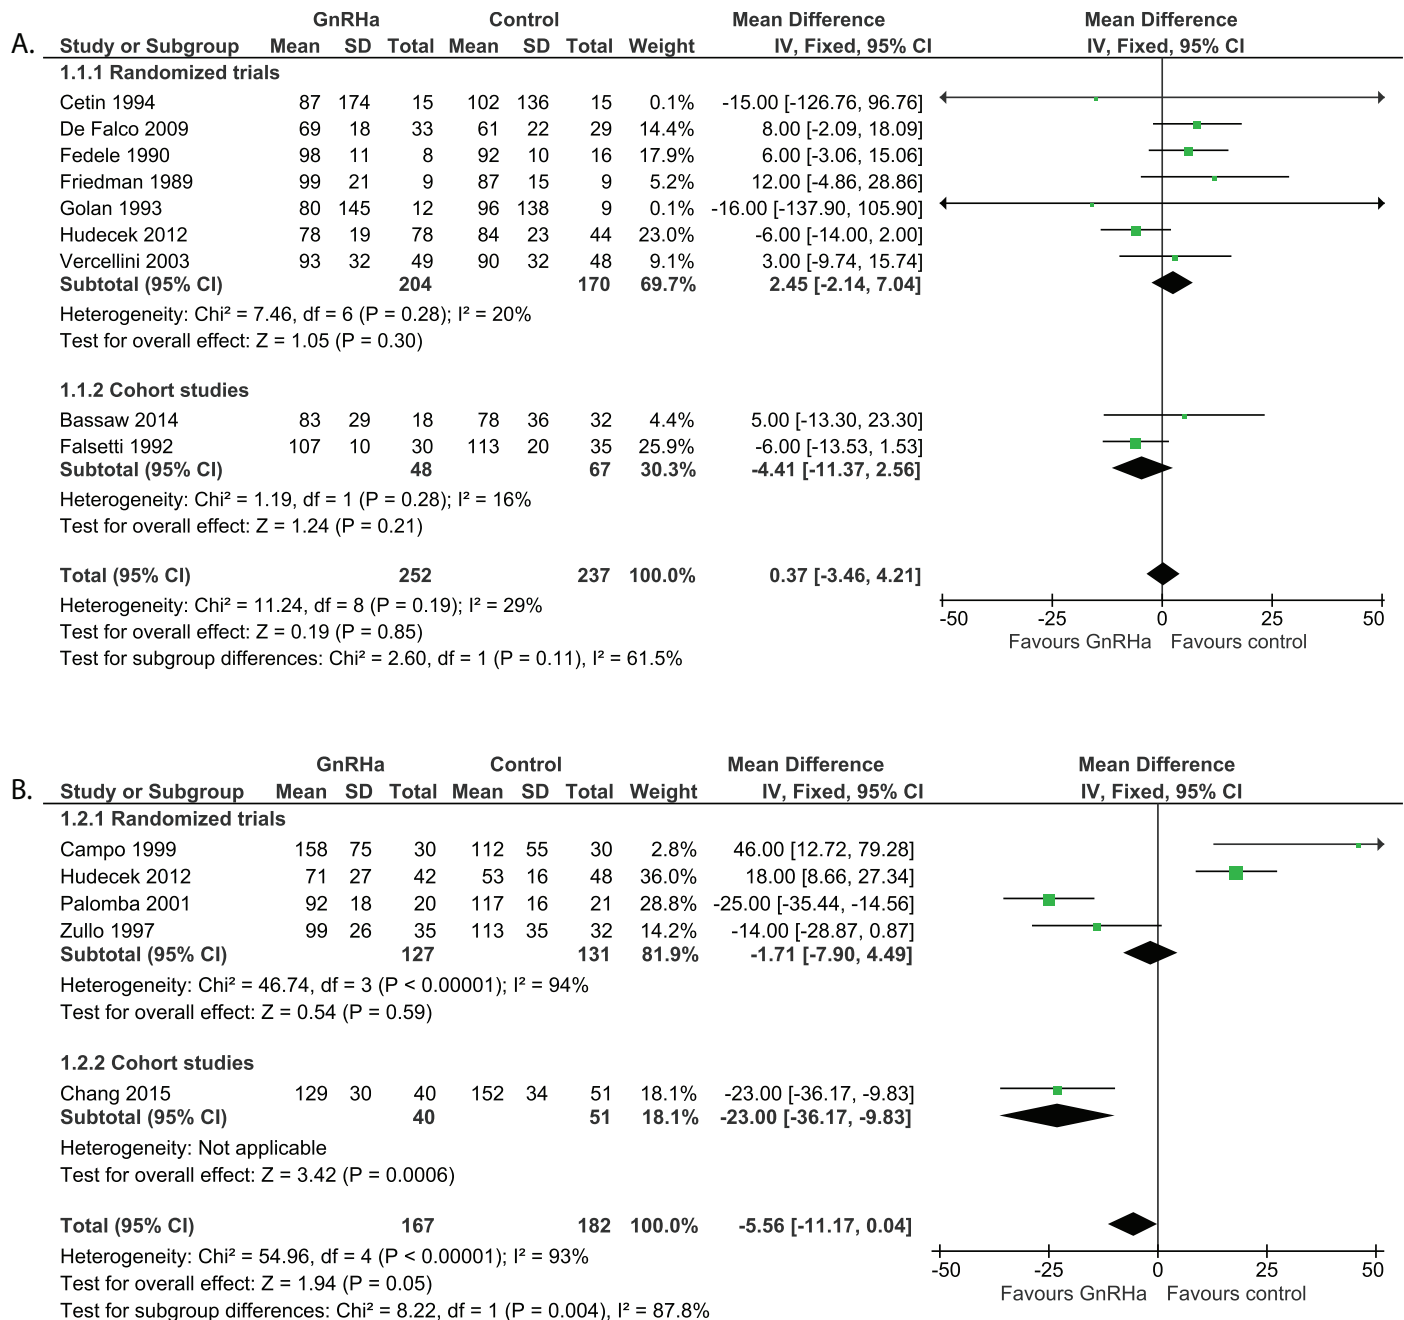 A.
GnRHa Control Mean Difference Mean Difference
Study or Subgroup Mean SD Total Mean SD Total Weight IV, Fixed, 95% CI IV, Fixed, 95% CI
1.1.1 Randomized trials
Cetin 1994 87 174 15 102 136 15 0.1% -15.00 [-126.76, 96.76]
De Falco 2009 69 18 33 61 22 29 14.4% 8.00 [-2.09, 18.09]
Fedele 1990 98 11 8 92 10 16 17.9% 6.00 [-3.06, 15.06]
Friedman 1989 99 21 9 87 15 9 5.2% 12.00 [-4.86, 28.86]
Golan 1993 80 145 12 96 138 9 0.1% -16.00 [-137.90, 105.90]
Hudecek 2012 78 19 78 84 23 44 23.0% -6.00 [-14.00, 2.00]
Vercellini 2003 93 32 49 90 32 48 9.1% 3.00 [-9.74, 15.74]
Subtotal (95% CI) 204 170 69.7% 2.45 [-2.14, 7.04]
Heterogeneity: Chi² = 7.46, df = 6 (P = 0.28); I² = 20%
Test for overall effect: Z = 1.05 (P = 0.30)
1.1.2 Cohort studies
Bassaw 2014 83 29 18 78 36 32 4.4% 5.00 [-13.30, 23.30]
Falsetti 1992 107 10 30 113 20 35 25.9% -6.00 [-13.53, 1.53]
Subtotal (95% CI) 48 67 30.3% -4.41 [-11.37, 2.56]
Heterogeneity: Chi² = 1.19, df = 1 (P = 0.28); I² = 16%
Test for overall effect: Z = 1.24 (P = 0.21)
Total (95% CI) 252 237 100.0% 0.37 [-3.46, 4.21]
Heterogeneity: Chi² = 11.24, df = 8 (P = 0.19); I² = 29%
Test for overall effect: Z = 0.19 (P = 0.85)
Test for subgroup differences: Chi² = 2.60, df = 1 (P = 0.11), I² = 61.5%
-50 -25 0 25 50
Favours GnRHa Favours control
B.
GnRHa Control Mean Difference Mean Difference
Study or Subgroup Mean SD Total Mean SD Total Weight IV, Fixed, 95% CI IV, Fixed, 95% CI
1.2.1 Randomized trials
Campo 1999 158 75 30 112 55 30 2.8% 46.00 [12.72, 79.28]
Hudecek 2012 71 27 42 53 16 48 36.0% 18.00 [8.66, 27.34]
Palomba 2001 92 18 20 117 16 21 28.8% -25.00 [-35.44, -14.56]
Zullo 1997 99 26 35 113 35 32 14.2% -14.00 [-28.87, 0.87]
Subtotal (95% CI) 127 131 81.9% -1.71 [-7.90, 4.49]
Heterogeneity: Chi² = 46.74, df = 3 (P < 0.00001); I² = 94%
Test for overall effect: Z = 0.54 (P = 0.59)
1.2.2 Cohort studies
Chang 2015 129 30 40 152 34 51 18.1% -23.00 [-36.17, -9.83]
Subtotal (95% CI) 40 51 18.1% -23.00 [-36.17, -9.83]
Heterogeneity: Not applicable
Test for overall effect: Z = 3.42 (P = 0.0006)
Total (95% CI) 167 182 100.0% -5.56 [-11.17, 0.04]
Heterogeneity: Chi² = 54.96, df = 4 (P < 0.00001); I² = 93%
Test for overall effect: Z = 1.94 (P = 0.05)
Test for subgroup differences: Chi² = 8.22, df = 1 (P = 0.004), I² = 87.8%
-50 -25 0 25 50
Favours GnRHa Favours control